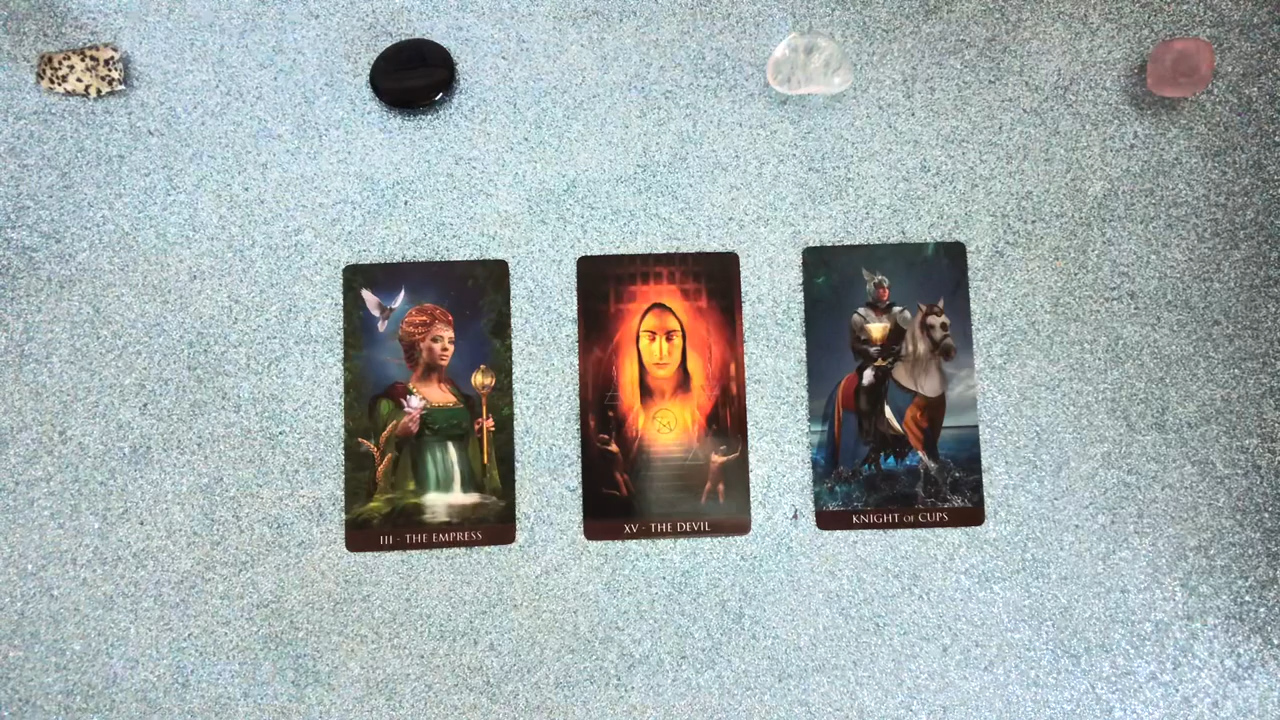 III - THE EMPRESS
XV - THE DEVIL
KNIGHT OF CUPS